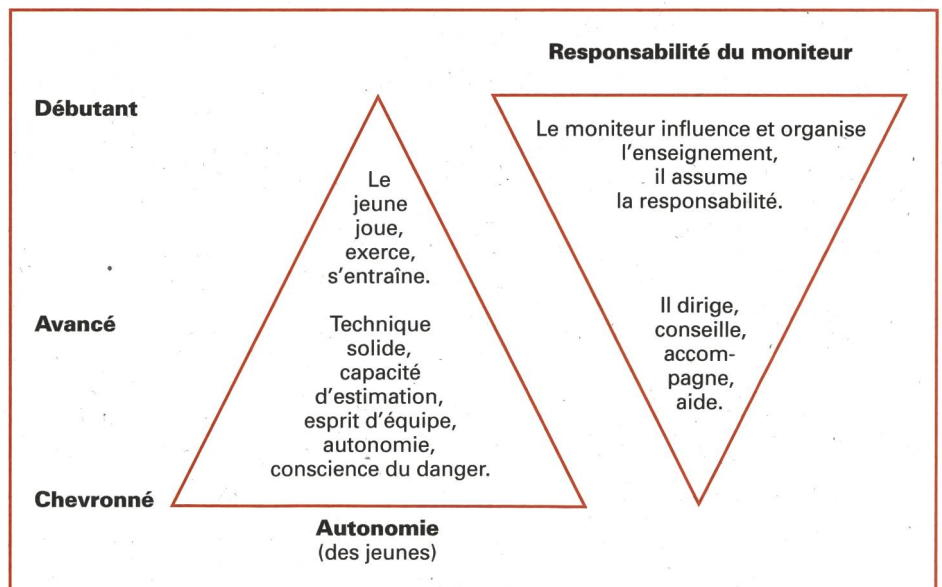 Responsabilité du moniteur
Débutant
Le
jeune
joue,
exerce,
s'entraîne.
Le moniteur influence et organise
l'enseignement,
il assume
la responsabilité.
Avancé
Technique
solide,
capacité
d'estimation,
esprit d'équipe,
autonomie,
conscience du danger.
Il dirige,
conseille,
accom-
pagne,
aide.
Chevronné
Autonomie
(des jeunes)